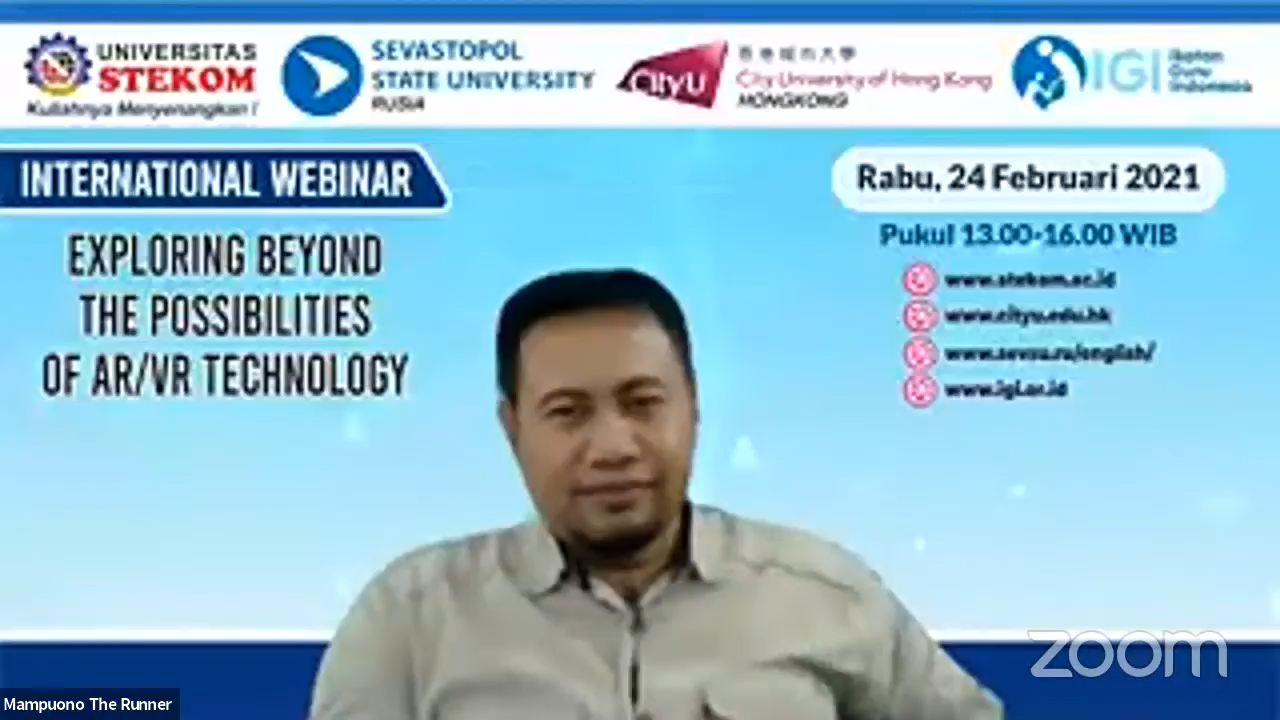 UNIVERSITAS
STEKOM
Kuliahnya Menyenangkan !
SEVASTOPOL
STATE UNIVERSITY
RUSIA
CityU
香港城市大學
City University of Hong Kong
HONGKONG
IGI
Ikatan
Guru
Indonesia
INTERNATIONAL WEBINAR
EXPLORING BEYOND
THE POSSIBILITIES
OF AR/VR TECHNOLOGY
Rabu, 24 Februari 2021
Pukul 13.00-16.00 WIB
www.stekom.ac.id
www.cityu.edu.hk
www.sevsu.ru/english/
www.igi.or.id
zoom
Mampuono The Runner